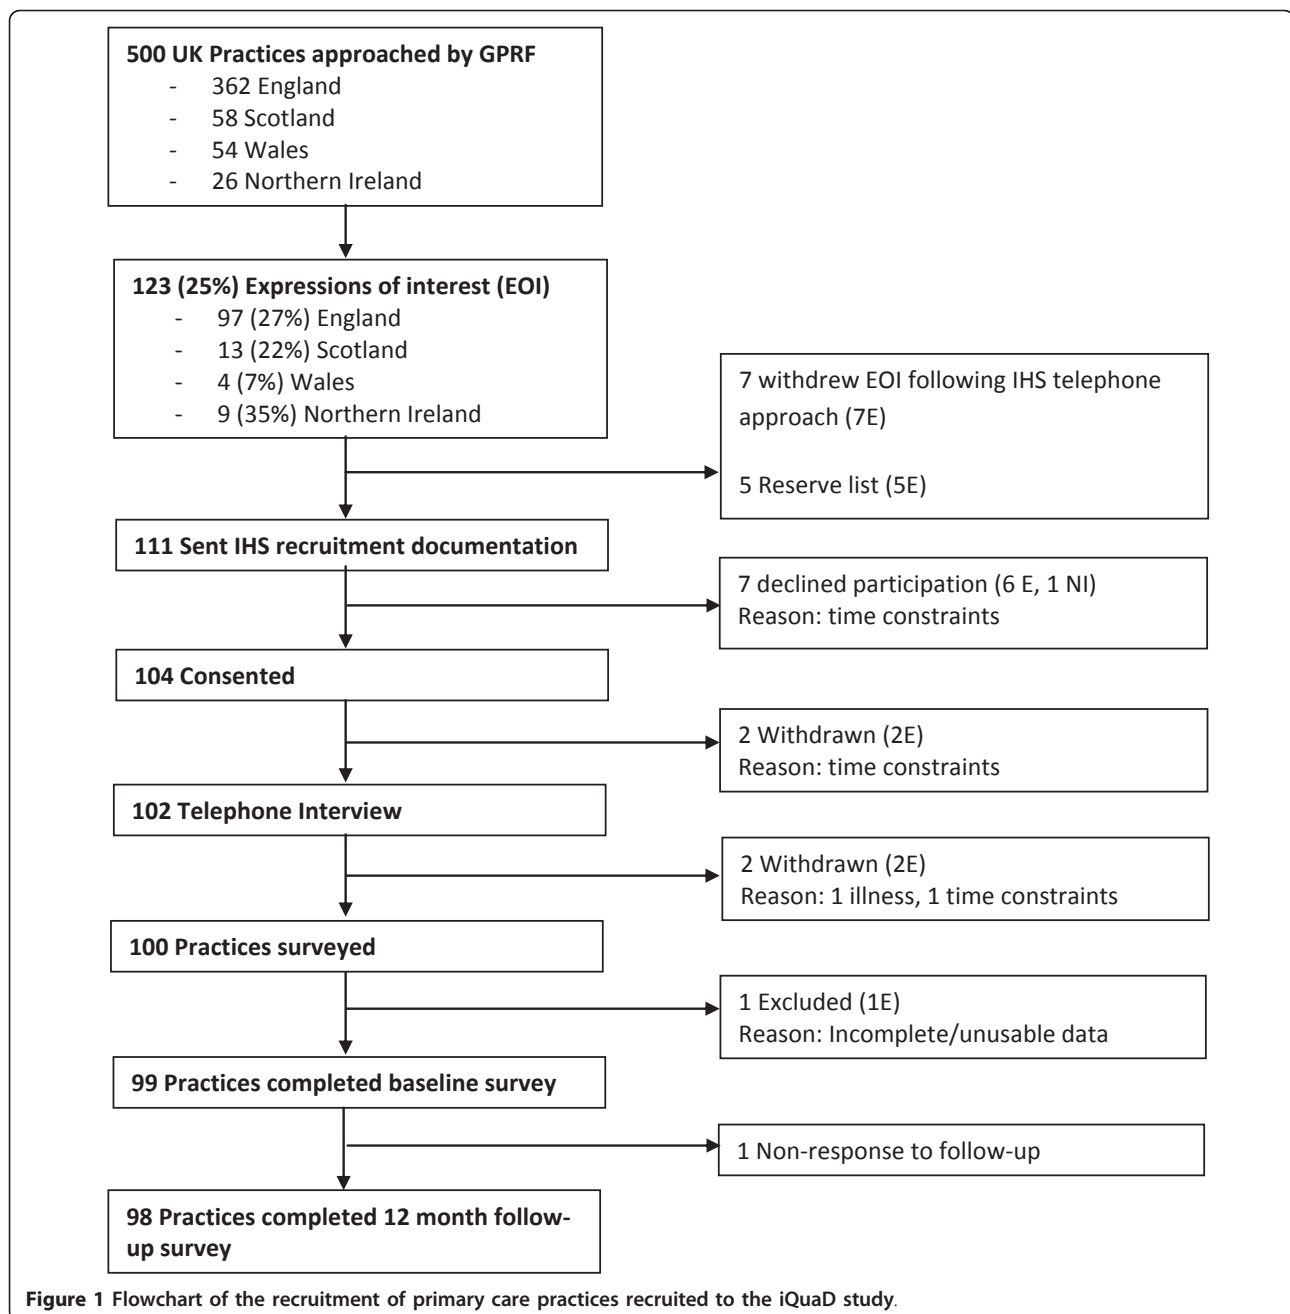 500 UK Practices approached by GPRF
- 362 England
- 58 Scotland
- 54 Wales
- 26 Northern Ireland
123 (25%) Expressions of interest (EOI)
- 97 (27%) England
- 13 (22%) Scotland
- 4 (7%) Wales
- 9 (35%) Northern Ireland
7 withdrew EOI following IHS telephone
approach (7E)
5 Reserve list (5E)
111 Sent IHS recruitment documentation
7 declined participation (6 E, 1 NI)
Reason: time constraints
104 Consented
2 Withdrawn (2E)
Reason: time constraints
102 Telephone Interview
2 Withdrawn (2E)
Reason: 1 illness, 1 time constraints
100 Practices surveyed
1 Excluded (1E)
Reason: Incomplete/unusable data
99 Practices completed baseline survey
1 Non-response to follow-up
98 Practices completed 12 month follow-
up survey
Figure 1 Flowchart of the recruitment of primary care practices recruited to the iQuaD study.